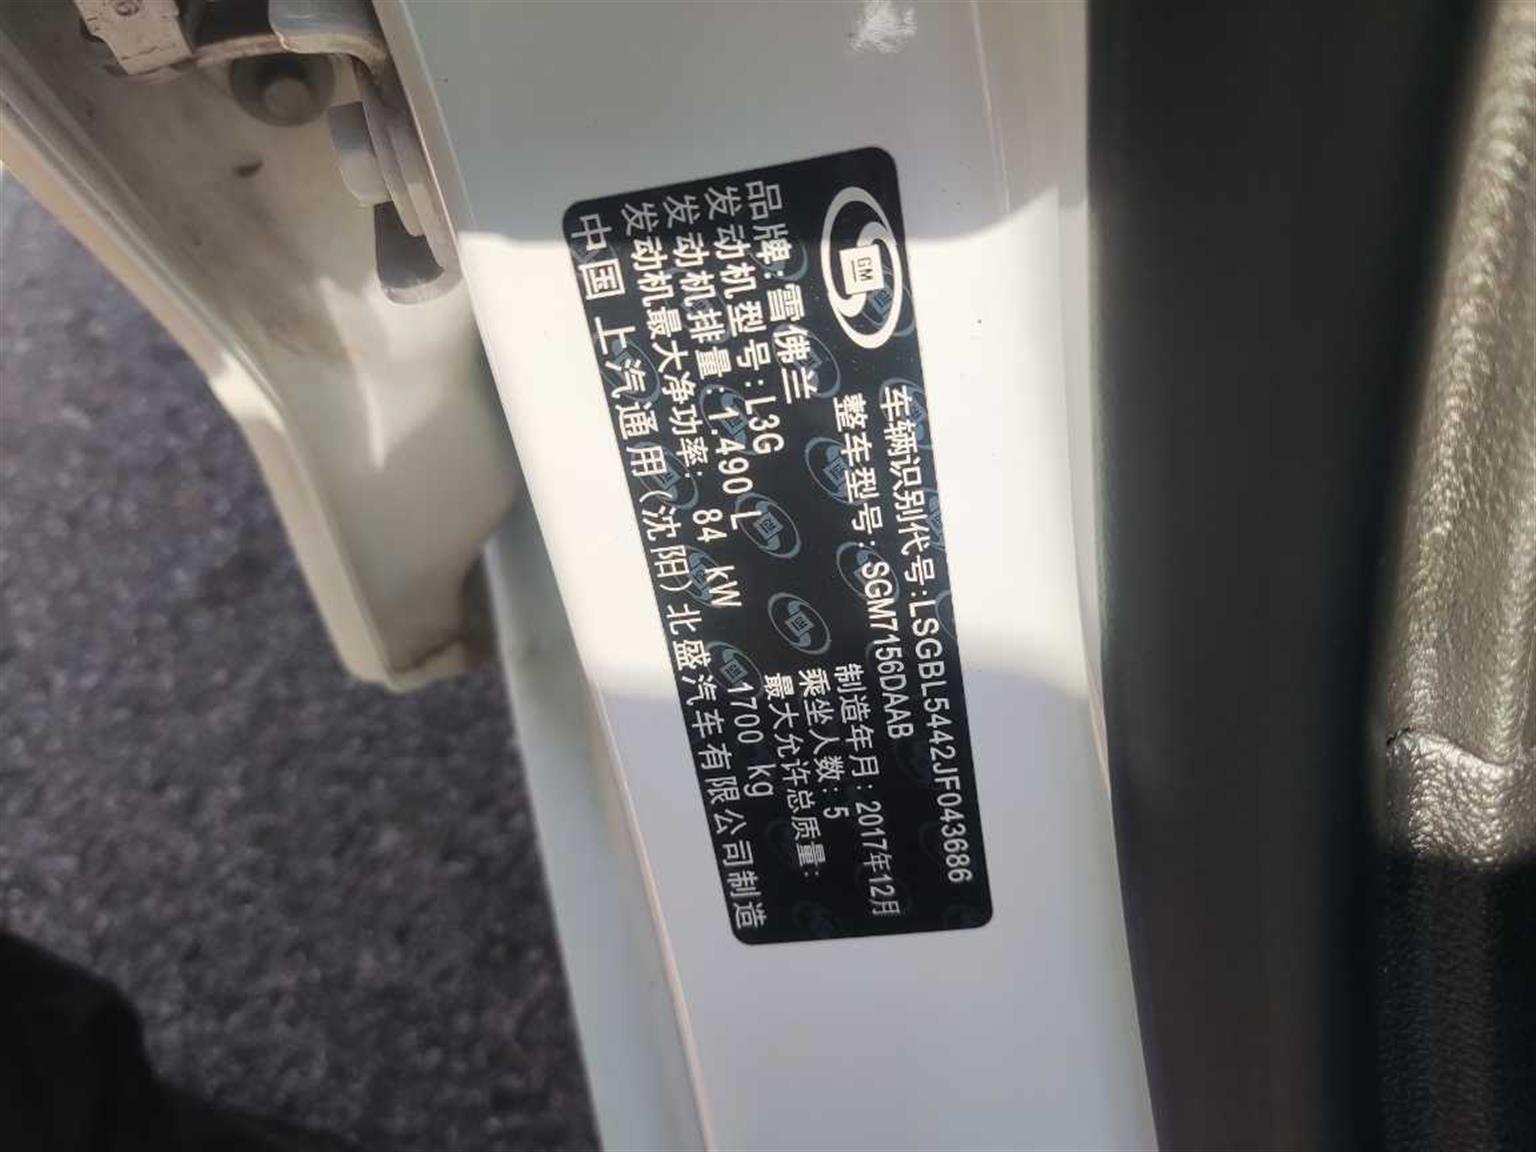 GM
车辆识别代号:LSGBL5442JF043686
整车型号:SGM7156DAAB
品牌:雪佛兰
制造年月:2017年12月
发动机型号:L3G
乘坐人数:5
发动机排量:1.490 L
最大允许总质量:
发动机最大净功率: 84 kW
1700 kg
中国 上汽通用(沈阳)北盛汽车有限公司制造